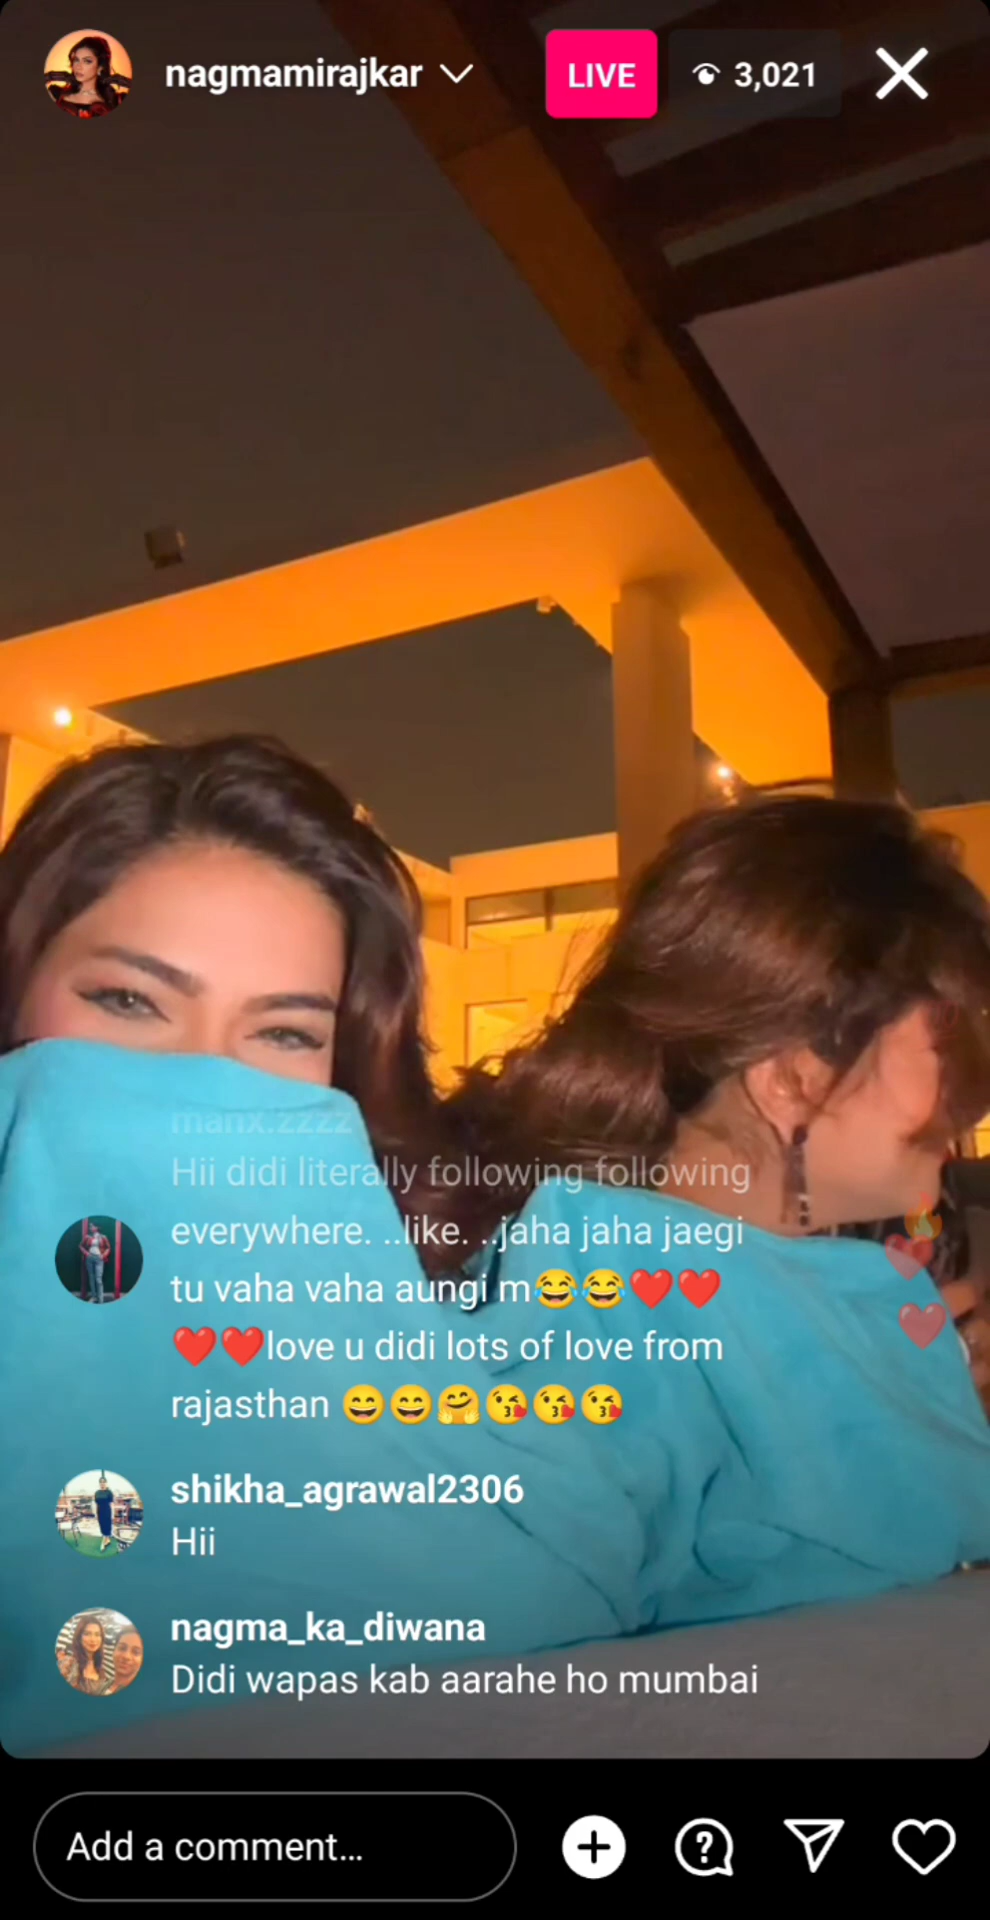 nagmamirajkar
LIVE
3,021
manx.zzzz
Hii didi literally following following
everywhere. ..like. ..jaha jaha jaegi
tu vaha vaha aungi m😂😂❤️❤️
❤️❤️love u didi lots of love from
rajasthan 😄😄🤗😘😘😘
shikha_agrawal2306
Hii
nagma_ka_diwana
Didi wapas kab aarahe ho mumbai
Add a comment...